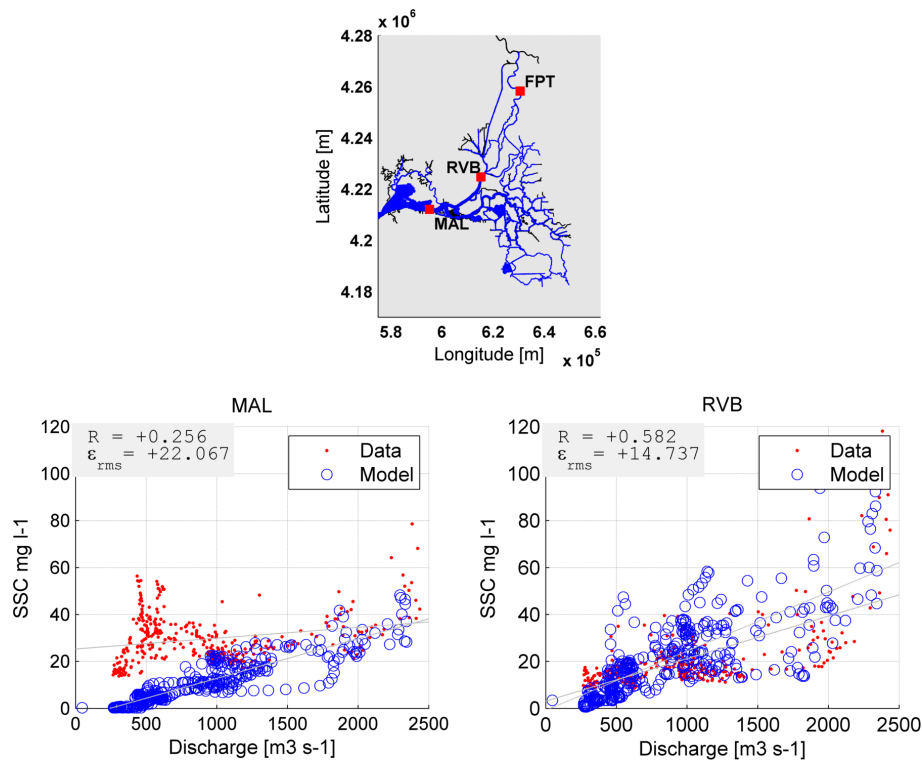 x 10^6
4.28
4.26
4.24
4.22
4.2
4.18
Latitude [m]
FPT
RVB
MAL
5.8 6 6.2 6.4 6.6
Longitude [m]
x 10^5
MAL
120
100
80
60
40
20
0
SSC mg l-1
R = +0.256
ε_rms = +22.067
Data
Model
0 500 1000 1500 2000 2500
Discharge [m3 s-1]
RVB
120
100
80
60
40
20
0
SSC mg l-1
R = +0.582
ε_rms = +14.737
Data
Model
0 500 1000 1500 2000 2500
Discharge [m3 s-1]